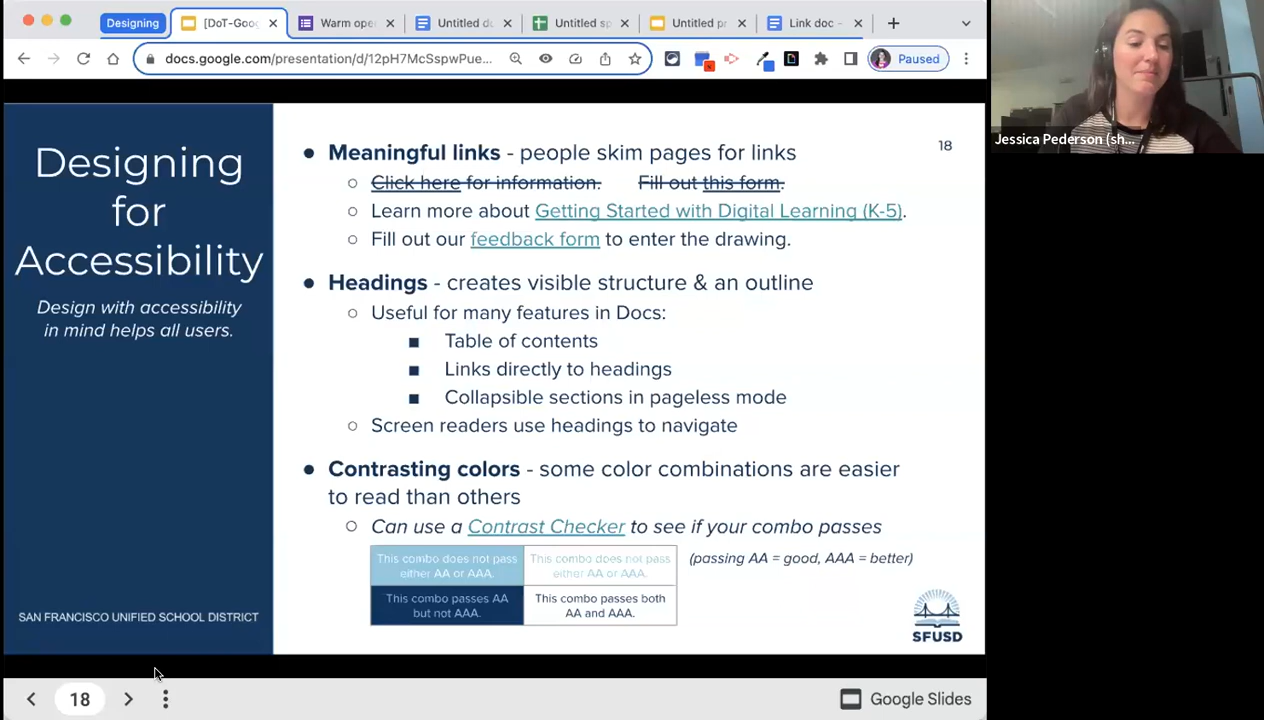 Designing
[DoT-Goo
Warm ope
Untitled d
Untitled sp
Untitled pr
Link doc -
docs.google.com/presentation/d/12pH7McSspwPue...
Paused
Jessica Pederson (sh...
Designing
for
Accessibility
Design with accessibility
in mind helps all users.
SAN FRANCISCO UNIFIED SCHOOL DISTRICT
18
● Meaningful links - people skim pages for links
○ Click here for information. Fill out this form.
○ Learn more about Getting Started with Digital Learning (K-5).
○ Fill out our feedback form to enter the drawing.
● Headings - creates visible structure & an outline
○ Useful for many features in Docs:
■ Table of contents
■ Links directly to headings
■ Collapsible sections in pageless mode
○ Screen readers use headings to navigate
● Contrasting colors - some color combinations are easier
to read than others
○ Can use a Contrast Checker to see if your combo passes
This combo does not pass
either AA or AAA.
This combo does not pass
either AA or AAA.
(passing AA = good, AAA = better)
This combo passes AA
but not AAA.
This combo passes both
AA and AAA.
SFUSD
18
Google Slides